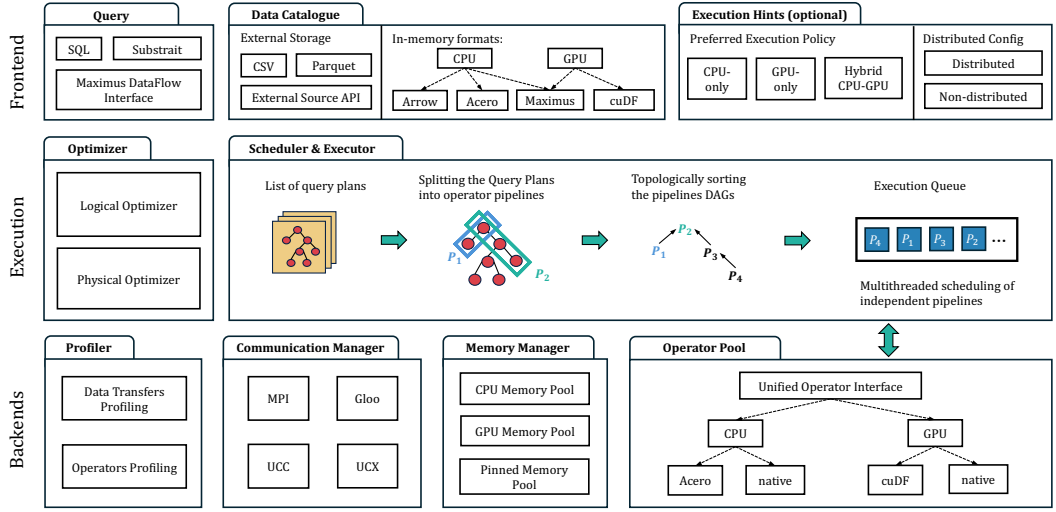 Frontend
Query
SQL
Substrait
Maximus DataFlow
Interface
Data Catalogue
External Storage
CSV
Parquet
External Source API
In-memory formats:
CPU
GPU
Arrow
Acero
Maximus
cuDF
Execution Hints (optional)
Preferred Execution Policy
CPU-
only
GPU-
only
Hybrid
CPU-GPU
Distributed Config
Distributed
Non-distributed
Execution
Optimizer
Logical Optimizer
Physical Optimizer
Scheduler & Executor
List of query plans
Splitting the Query Plans
into operator pipelines
P1
P2
Topologically sorting
the pipelines DAGs
P2
P1
P3
P4
Execution Queue
P4 P1 P3 P2 ...
Multithreaded scheduling of
independent pipelines
Backends
Profiler
Data Transfers
Profiling
Operators Profiling
Communication Manager
MPI
Gloo
UCC
UCX
Memory Manager
CPU Memory Pool
GPU Memory Pool
Pinned Memory
Pool
Operator Pool
Unified Operator Interface
CPU
GPU
Acero
native
cuDF
native